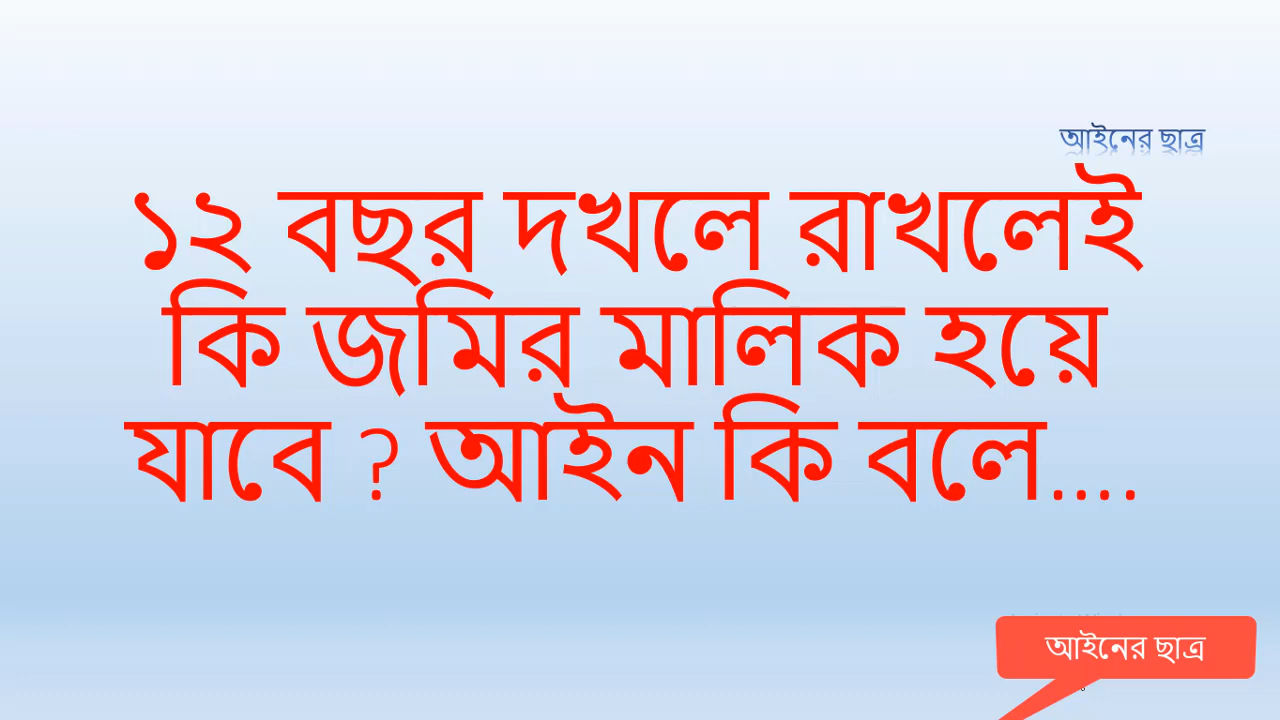 আইনের ছাত্র
১২ বছর দখলে রাখলেই
কি জমির মালিক হয়ে
যাবে ? আইন কি বলে....
আইনের ছাত্র